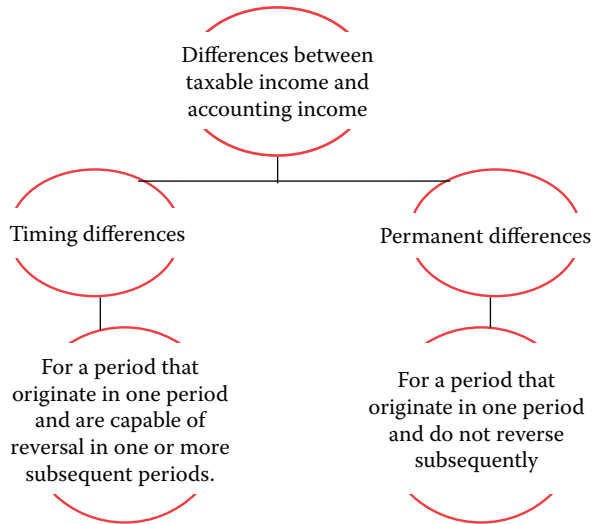 Differences between
taxable income and
accounting income
Timing differences
Permanent differences
For a period that
originate in one period
and are capable of
reversal in one or more
subsequent periods.
For a period that
originate in one period
and do not reverse
subsequently